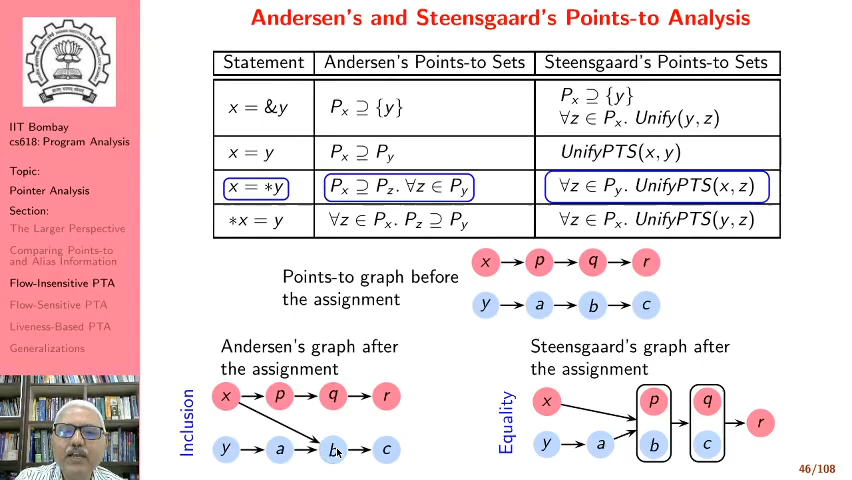 Andersen's and Steensgaard's Points-to Analysis
IIT Bombay
cs618: Program Analysis
Topic:
Pointer Analysis
Section:
The Larger Perspective
Comparing Points-to
and Alias Information
Flow-Insensitive PTA
Flow-Sensitive PTA
Liveness-Based PTA
Generalizations
Statement Andersen's Points-to Sets Steensgaard's Points-to Sets
x = &y P_x ⊇ {y} P_x ⊇ {y}
∀z ∈ P_x. Unify(y, z)
x = y P_x ⊇ P_y UnifyPTS(x, y)
x = *y P_x ⊇ P_z. ∀z ∈ P_y ∀z ∈ P_y. UnifyPTS(x, z)
*x = y ∀z ∈ P_x. P_z ⊇ P_y ∀z ∈ P_x. UnifyPTS(y, z)
Points-to graph before
the assignment
x p q r
y a b c
Andersen's graph after
the assignment
Inclusion
x p q r
y a b c
Steensgaard's graph after
the assignment
Equality
x p q
r
y a b c
46/108